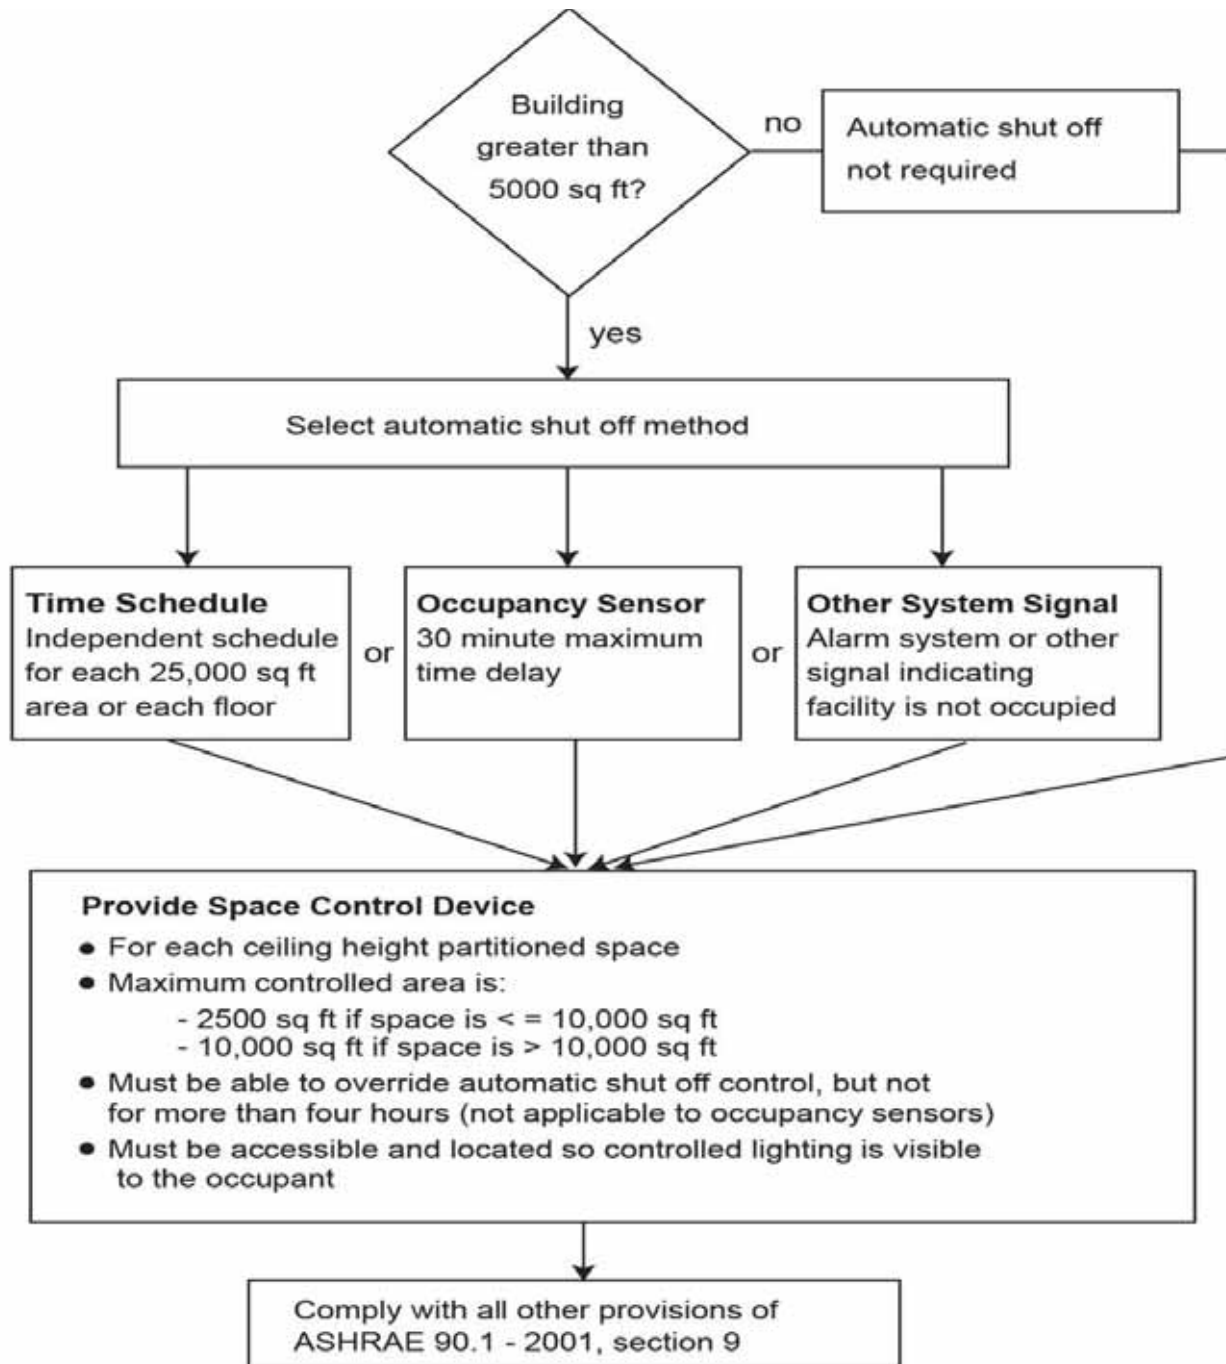 Building
greater than
5000 sq ft?
no
Automatic shut off
not required
yes
Select automatic shut off method
Time Schedule
Independent schedule
for each 25,000 sq ft
area or each floor
or
Occupancy Sensor
30 minute maximum
time delay
or
Other System Signal
Alarm system or other
signal indicating
facility is not occupied
Provide Space Control Device
● For each ceiling height partitioned space
● Maximum controlled area is:
- 2500 sq ft if space is < = 10,000 sq ft
- 10,000 sq ft if space is > 10,000 sq ft
● Must be able to override automatic shut off control, but not
for more than four hours (not applicable to occupancy sensors)
● Must be accessible and located so controlled lighting is visible
to the occupant
Comply with all other provisions of
ASHRAE 90.1 - 2001, section 9